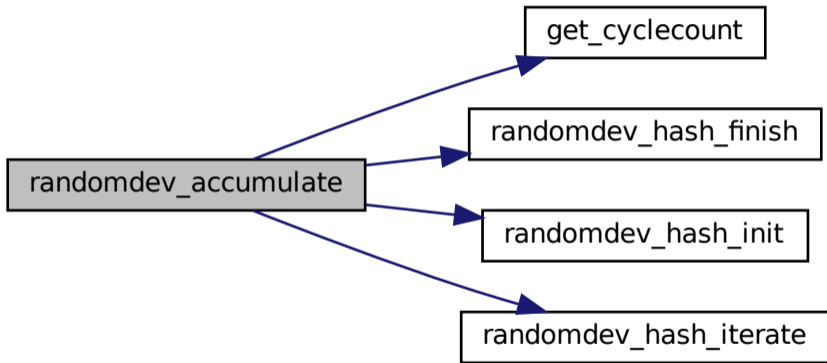 get_cyclecount
randomdev_hash_finish
randomdev_accumulate
randomdev_hash_init
randomdev_hash_iterate